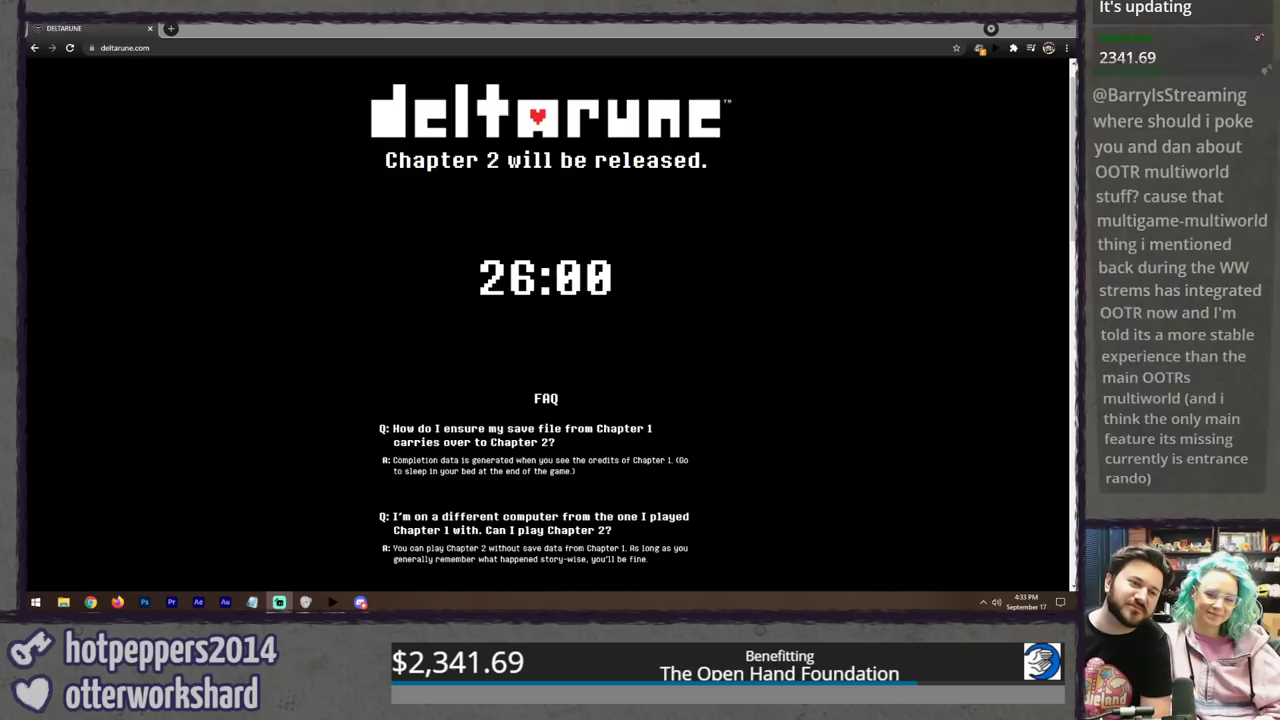 DELTARUNE
deltarune.com
deltarune™
Chapter 2 will be released.
26:00
FAQ
Q: How do I ensure my save file from Chapter 1
carries over to Chapter 2?
A: Completion data is generated when you see the credits of Chapter 1. (Go
to sleep in your bed at the end of the game.)
Q: I'm on a different computer from the one I played
Chapter 1 with. Can I play Chapter 2?
A: You can play Chapter 2 without save data from Chapter 1. As long as you
generally remember what happened story-wise, you'll be fine.
Ps
Pr
Ae
Au
4:33 PM
September 17
It's updating
2341.69
@BarryIsStreaming
where should i poke
you and dan about
OOTR multiworld
stuff? cause that
multigame-multiworld
thing i mentioned
back during the WW
strems has integrated
OOTR now and I'm
told its a more stable
experience than the
main OOTRs
multiworld (and i
think the only main
feature its missing
currently is entrance
rando)
hotpeppers2014
otterworkshard
$2,341.69
Benefitting
The Open Hand Foundation